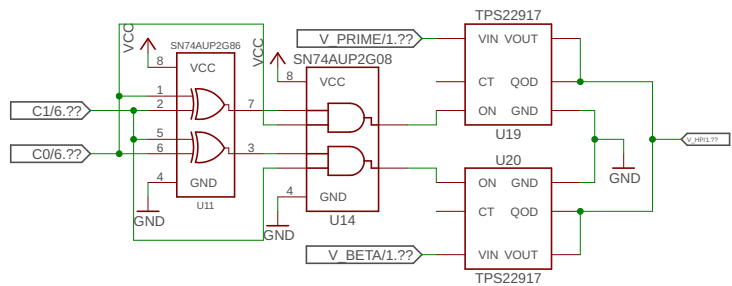 TPS22917
VCC
SN74AUP2G86
VCC
SN74AUP2G08
V_PRIME/1.??
VIN VOUT
8
VCC
8
VCC
CT QOD
1
C1/6.??
2
7
ON GND
5
U19
C0/6.??
6
3
V_HP/1.??
U20
4
GND
4
GND
ON GND
GND
U11
GND
U14
GND
CT QOD
V_BETA/1.??
VIN VOUT
TPS22917